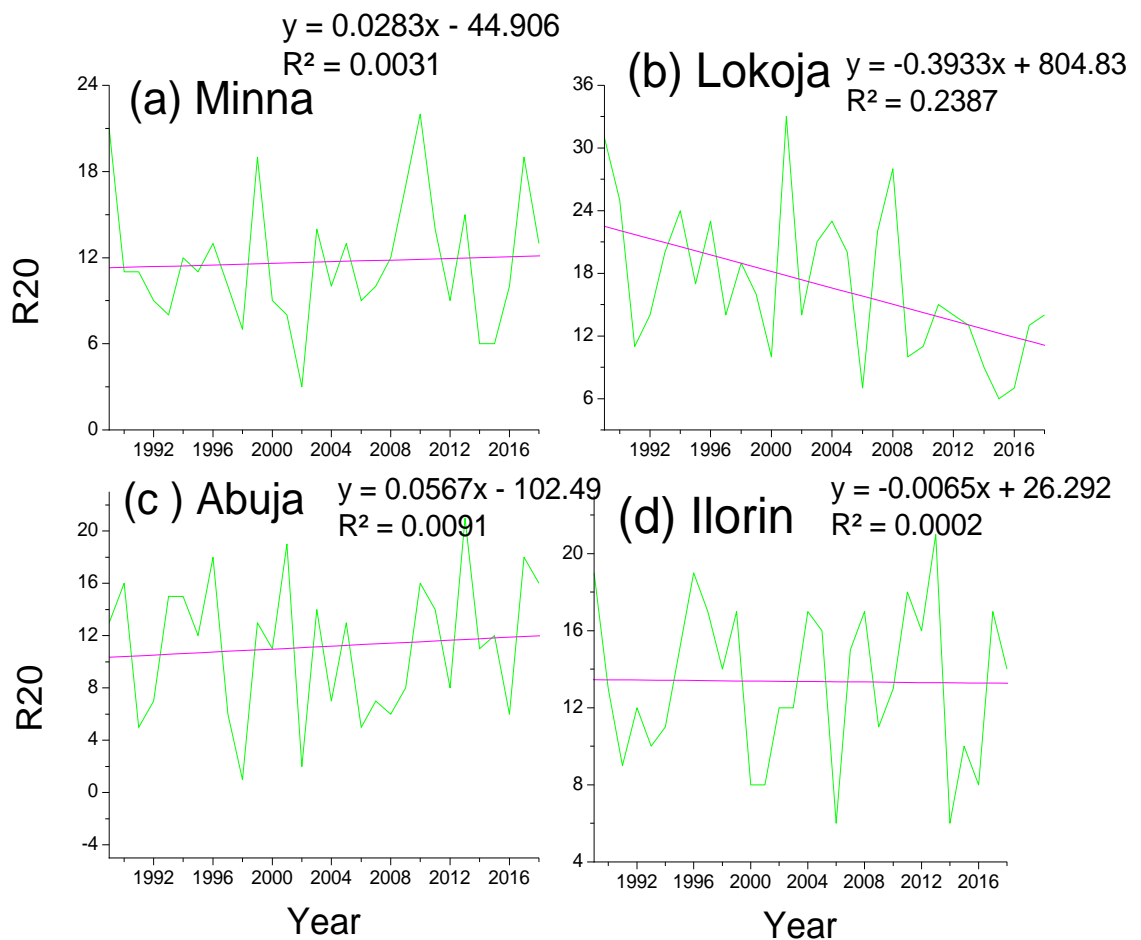 y = 0.0283x - 44.906
R² = 0.0031
(a) Minna
24
18
12
6
0
R20
1992 1996 2000 2004 2008 2012 2016
y = -0.3933x + 804.83
R² = 0.2387
(b) Lokoja
36
30
24
18
12
6
1992 1996 2000 2004 2008 2012 2016
y = 0.0567x - 102.49
R² = 0.0091
(c ) Abuja
20
16
12
8
4
0
-4
R20
1992 1996 2000 2004 2008 2012 2016
Year
y = -0.0065x + 26.292
R² = 0.0002
(d) Ilorin
20
16
12
8
4
1992 1996 2000 2004 2008 2012 2016
Year